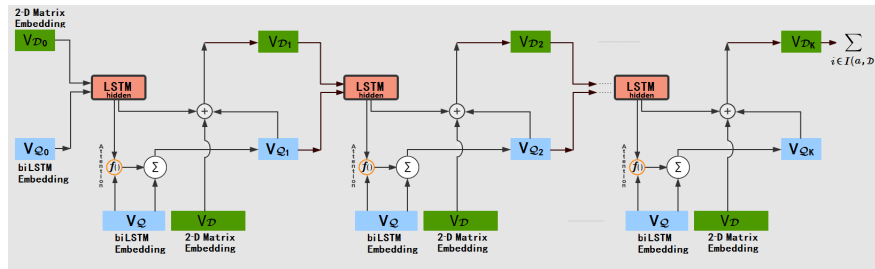 2-D Matrix
Embedding
V𝒟₀
V𝒟₁
V𝒟₂
V𝒟ₖ
∑
i∈I(a, 𝒟
LSTM
hidden
LSTM
hidden
LSTM
hidden
+
+
+
V𝒬₀
biLSTM
Embedding
Attention
f()
Σ
V𝒬₁
Attention
f()
Σ
V𝒬₂
Attention
f()
Σ
V𝒬ₖ
V𝒬
biLSTM
Embedding
V𝒟
2-D Matrix
Embedding
V𝒬
biLSTM
Embedding
V𝒟
2-D Matrix
Embedding
V𝒬
biLSTM
Embedding
V𝒟
2-D Matrix
Embedding